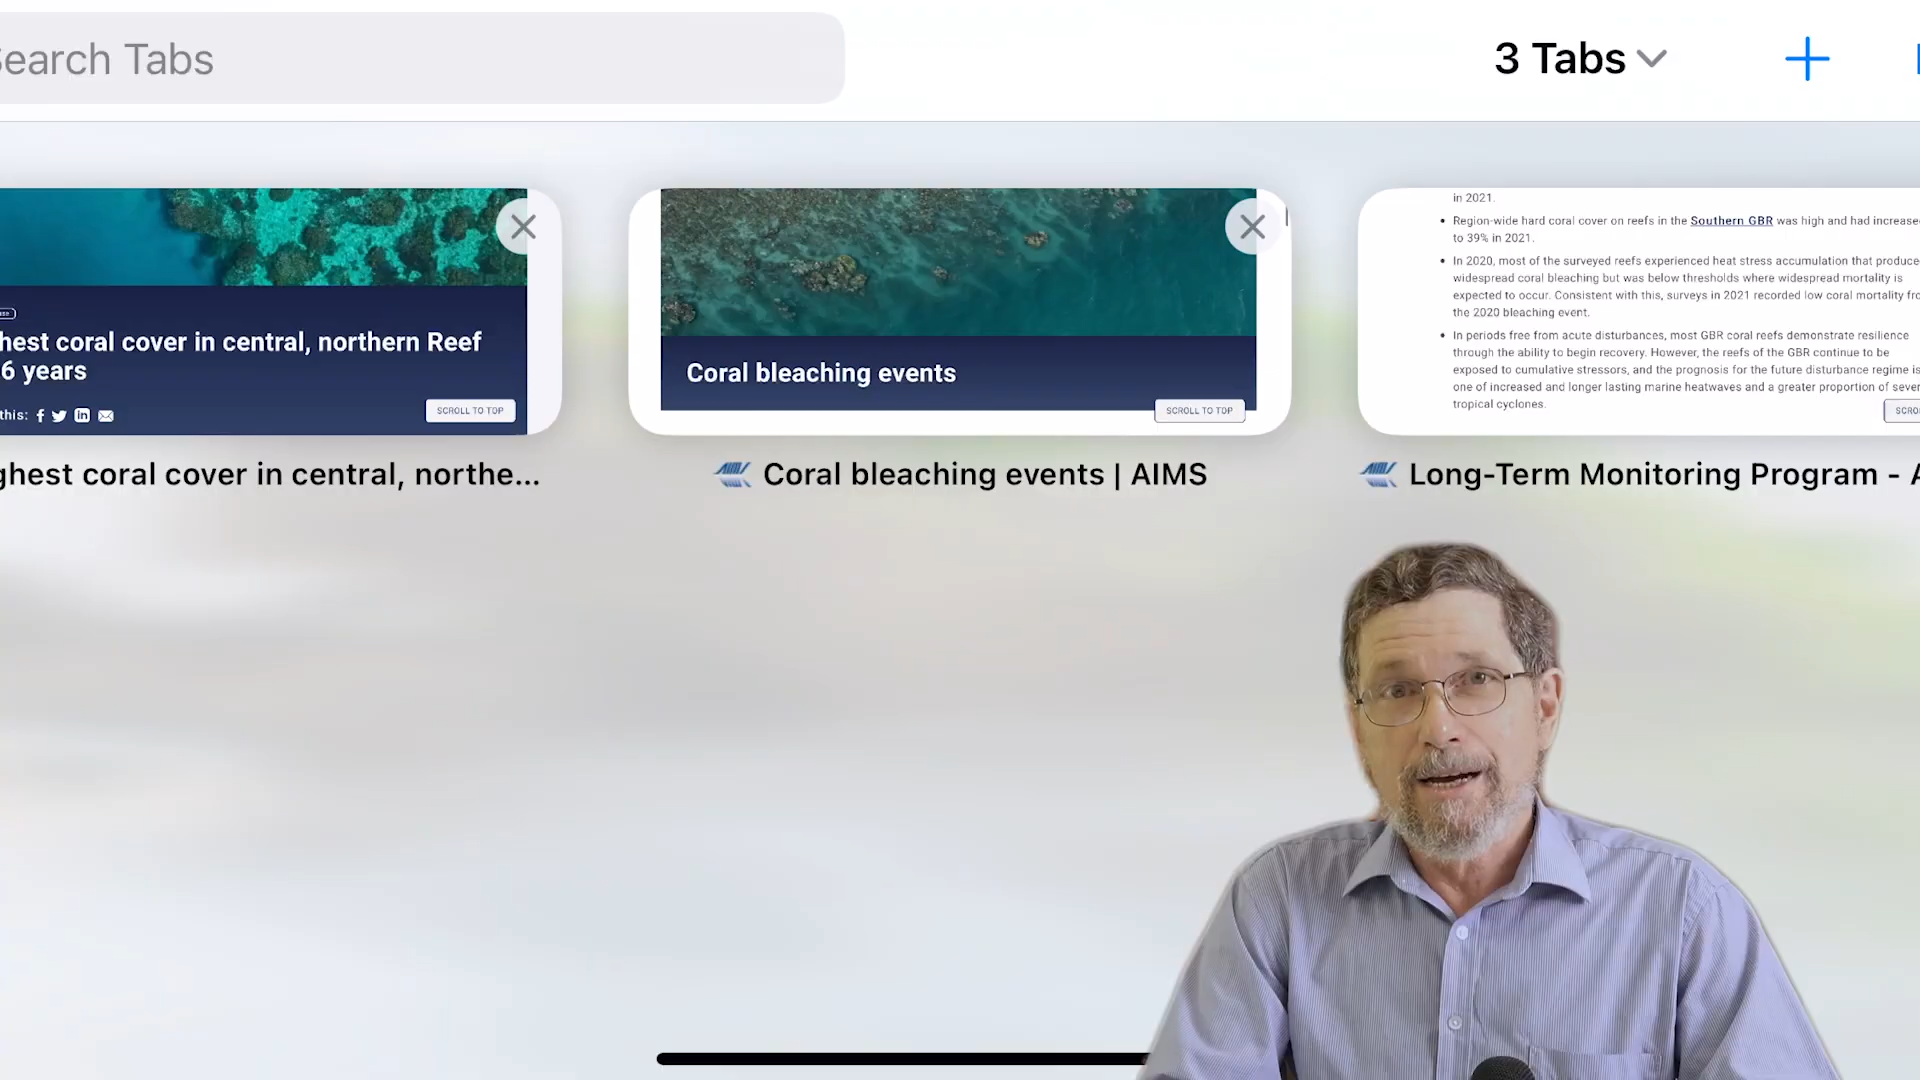 Search Tabs
3 Tabs
hest coral cover in central, northern Reef
6 years
this:
SCROLL TO TOP
ghest coral cover in central, northe...
Coral bleaching events
SCROLL TO TOP
Coral bleaching events | AIMS
in 2021.
• Region-wide hard coral cover on reefs in the Southern GBR was high and had increase
to 39% in 2021.
• In 2020, most of the surveyed reefs experienced heat stress accumulation that produce
widespread coral bleaching but was below thresholds where widespread mortality is
expected to occur. Consistent with this, surveys in 2021 recorded low coral mortality fro
the 2020 bleaching event.
• In periods free from acute disturbances, most GBR coral reefs demonstrate resilience
through the ability to begin recovery. However, the reefs of the GBR continue to be
exposed to cumulative stressors, and the prognosis for the future disturbance regime is
one of increased and longer lasting marine heatwaves and a greater proportion of sever
tropical cyclones.
SCRO
Long-Term Monitoring Program - A